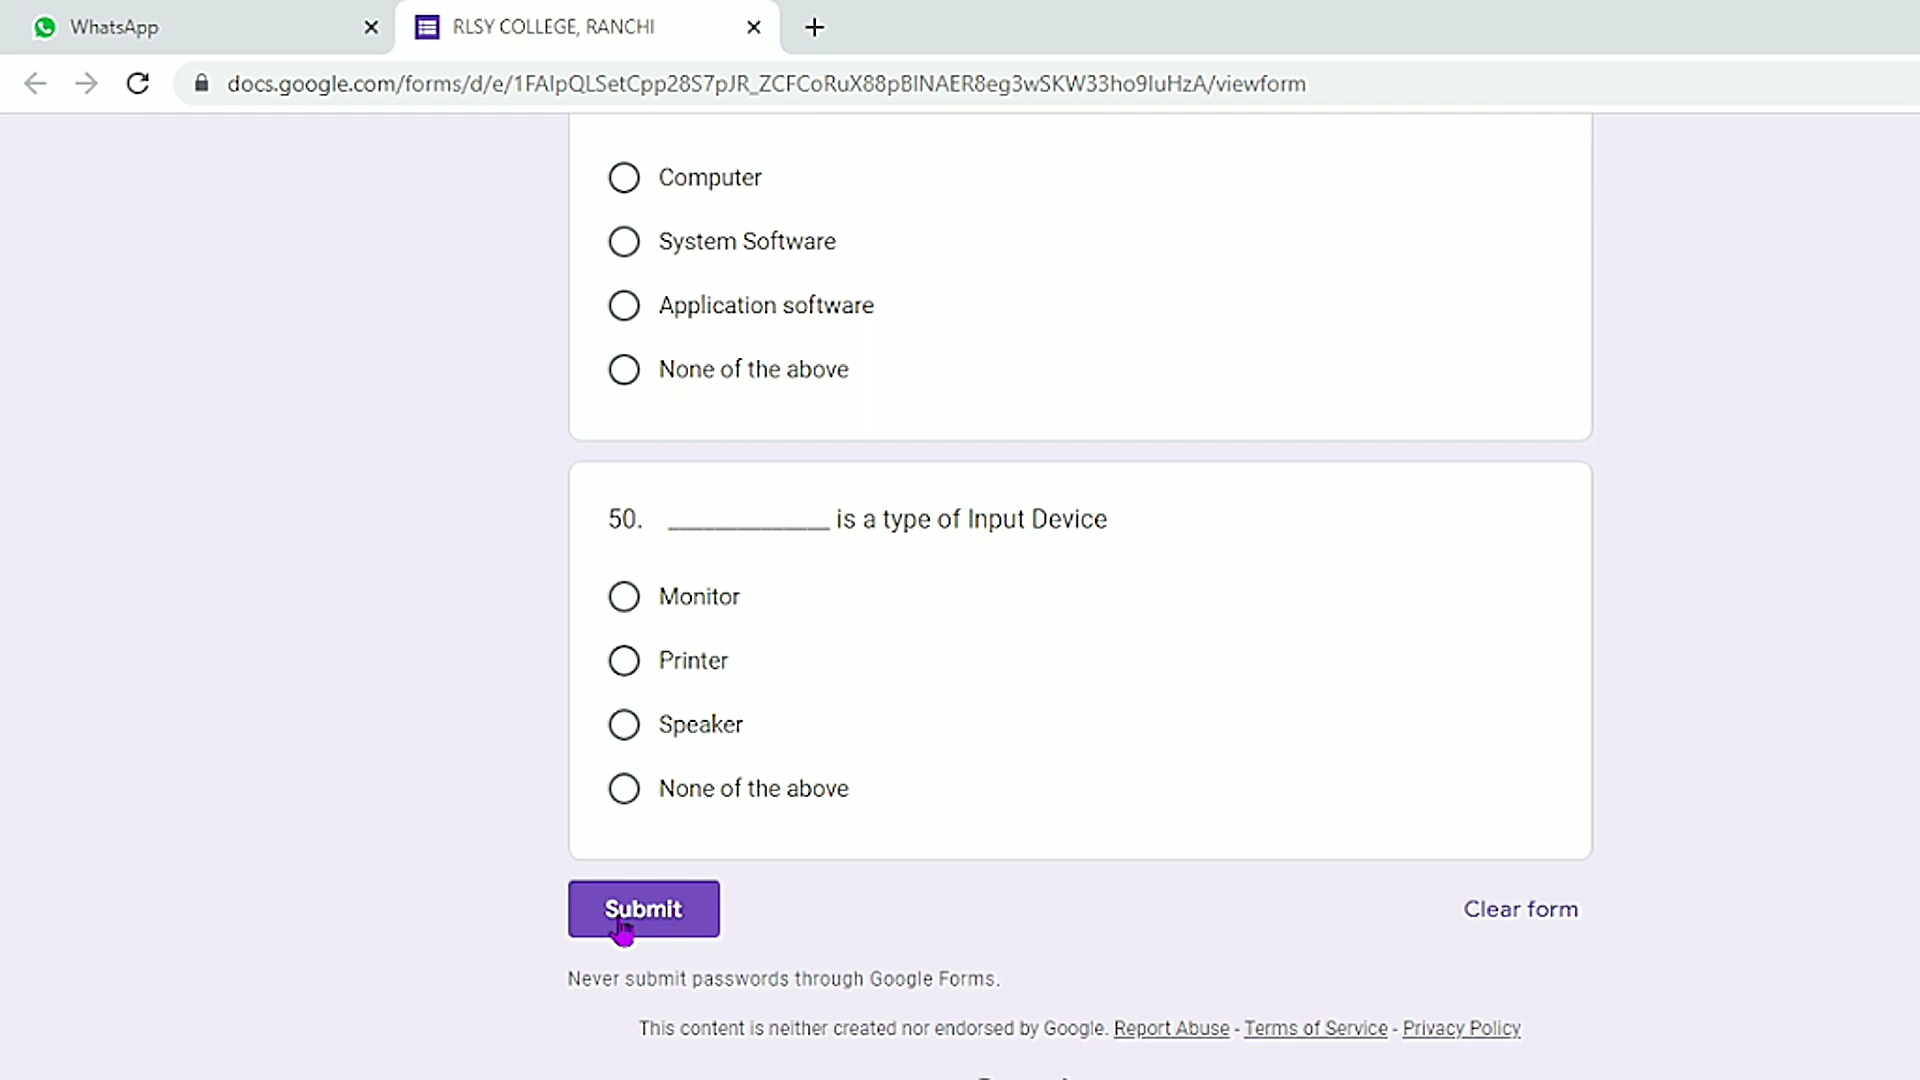 WhatsApp
RLSY COLLEGE, RANCHI
docs.google.com/forms/d/e/1FAIpQLSetCpp28S7pJR_ZCFCoRuX88pBINAER8eg3wSKW33ho9IuHzA/viewform
Computer
System Software
Application software
None of the above
50. ____________ is a type of Input Device
Monitor
Printer
Speaker
None of the above
Submit
Clear form
Never submit passwords through Google Forms.
This content is neither created nor endorsed by Google. Report Abuse - Terms of Service - Privacy Policy